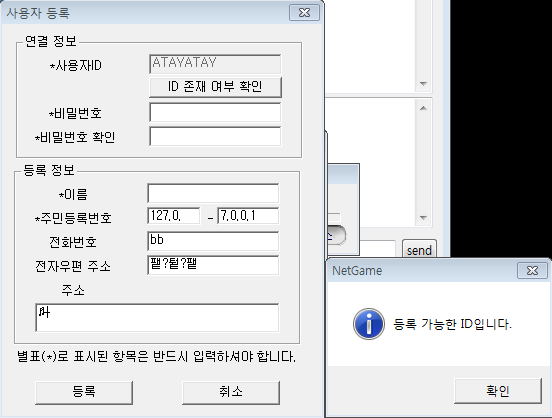 사용자 등록
연결 정보
*사용자ID
ATAYATAY
ID 존재 여부 확인
*비밀번호
*비밀번호 확인
등록 정보
*이름
*주민등록번호
127.0. - 7.0.0.1
전화번호
bb
전자우편 주소
주소
별표(*)로 표시된 항목은 반드시 입력하셔야 합니다.
등록
취소
소
send
NetGame
등록 가능한 ID입니다.
확인